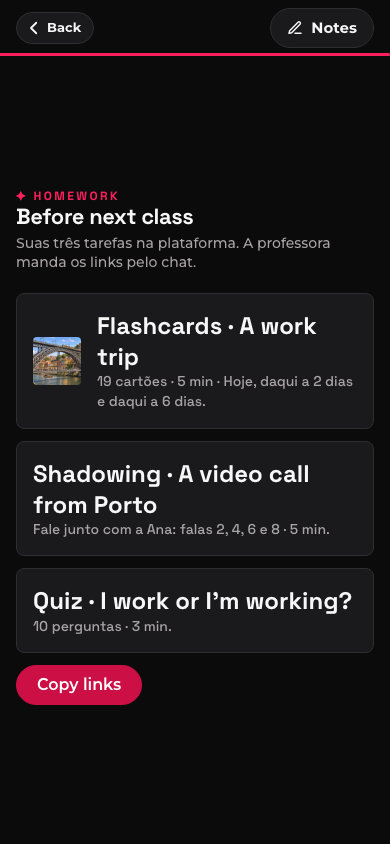 Back
Notes
HOMEWORK
Before next class
Suas três tarefas na plataforma. A professora
manda os links pelo chat.
Flashcards · A work
trip
19 cartões · 5 min · Hoje, daqui a 2 dias
e daqui a 6 dias.
Shadowing · A video call
from Porto
Fale junto com a Ana: falas 2, 4, 6 e 8 · 5 min.
Quiz · I work or I'm working?
10 perguntas · 3 min.
Copy links